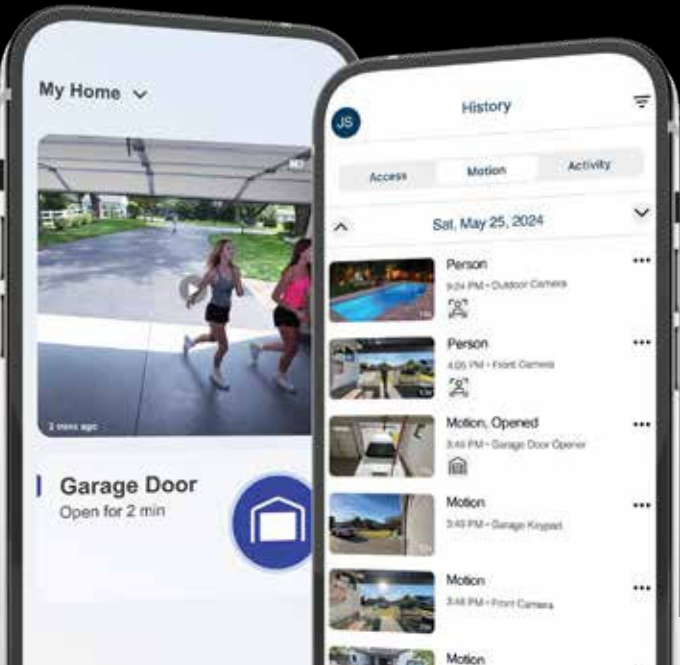 My Home
2 mins ago
Garage Door
Open for 2 min
JS
History
Access
Motion
Activity
Sat, May 25, 2024
Person
9:24 PM • Outdoor Camera
Person
4:05 PM • Front Camera
Motion, Opened
3:49 PM • Garage Door Opener
Motion
3:49 PM • Garage Keypad
Motion
3:48 PM • Front Camera
Motion